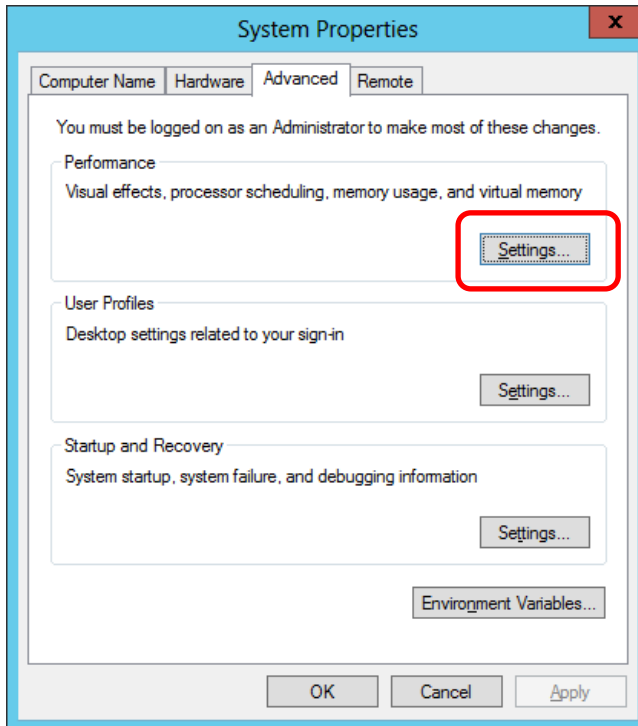 System Properties
x
Computer Name Hardware Advanced Remote
You must be logged on as an Administrator to make most of these changes.
Performance
Visual effects, processor scheduling, memory usage, and virtual memory
Settings...
User Profiles
Desktop settings related to your sign-in
Settings...
Startup and Recovery
System startup, system failure, and debugging information
Settings...
Environment Variables...
OK Cancel Apply